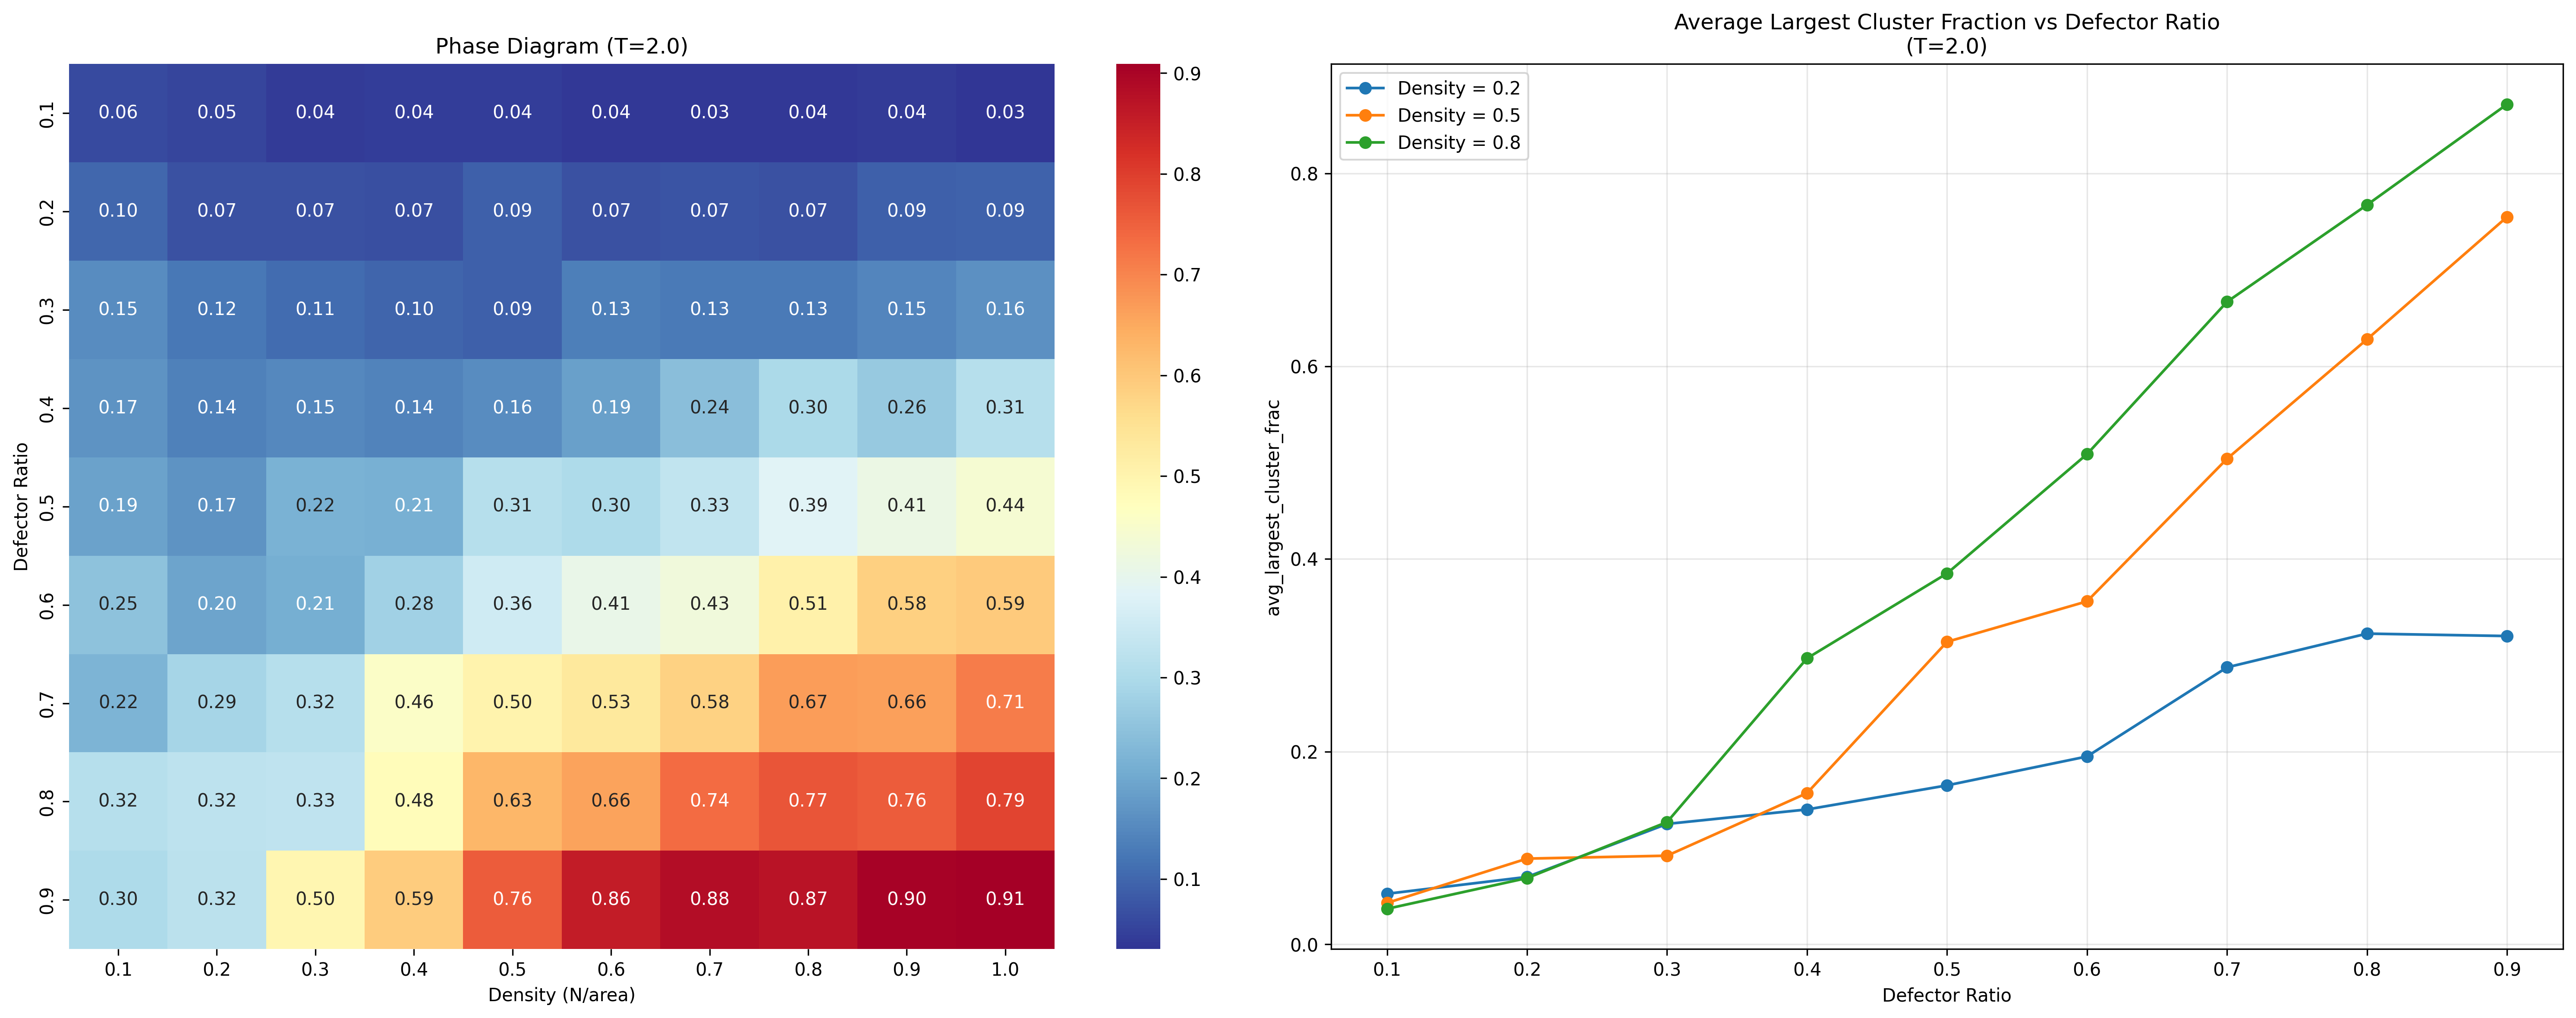 Phase Diagram (T=2.0)
Defector Ratio
0.1 0.06 0.05 0.04 0.04 0.04 0.04 0.03 0.04 0.04 0.03
0.2 0.10 0.07 0.07 0.07 0.09 0.07 0.07 0.07 0.09 0.09
0.3 0.15 0.12 0.11 0.10 0.09 0.13 0.13 0.13 0.15 0.16
0.4 0.17 0.14 0.15 0.14 0.16 0.19 0.24 0.30 0.26 0.31
0.5 0.19 0.17 0.22 0.21 0.31 0.30 0.33 0.39 0.41 0.44
0.6 0.25 0.20 0.21 0.28 0.36 0.41 0.43 0.51 0.58 0.59
0.7 0.22 0.29 0.32 0.46 0.50 0.53 0.58 0.67 0.66 0.71
0.8 0.32 0.32 0.33 0.48 0.63 0.66 0.74 0.77 0.76 0.79
0.9 0.30 0.32 0.50 0.59 0.76 0.86 0.88 0.87 0.90 0.91
0.1 0.2 0.3 0.4 0.5 0.6 0.7 0.8 0.9 1.0
Density (N/area)
0.9
0.8
0.7
0.6
0.5
0.4
0.3
0.2
0.1
Average Largest Cluster Fraction vs Defector Ratio
(T=2.0)
Density = 0.2
Density = 0.5
Density = 0.8
avg_largest_cluster_frac
0.8
0.6
0.4
0.2
0.0
0.1 0.2 0.3 0.4 0.5 0.6 0.7 0.8 0.9
Defector Ratio